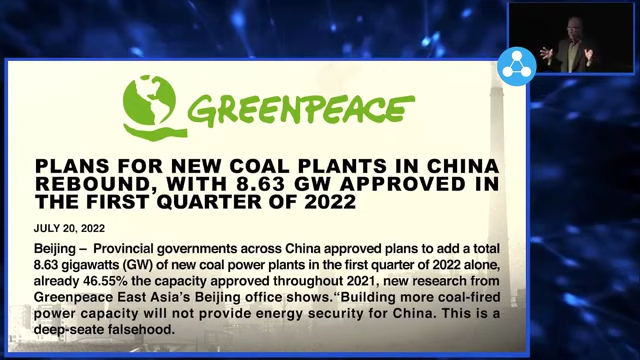 GREENPEACE
PLANS FOR NEW COAL PLANTS IN CHINA
REBOUND, WITH 8.63 GW APPROVED IN
THE FIRST QUARTER OF 2022
JULY 20, 2022
Beijing – Provincial governments across China approved plans to add a total
8.63 gigawatts (GW) of new coal power plants in the first quarter of 2022 alone,
already 46.55% the capacity approved throughout 2021, new research from
Greenpeace East Asia's Beijing office shows.“Building more coal-fired
power capacity will not provide energy security for China. This is a
deep-seate falsehood.